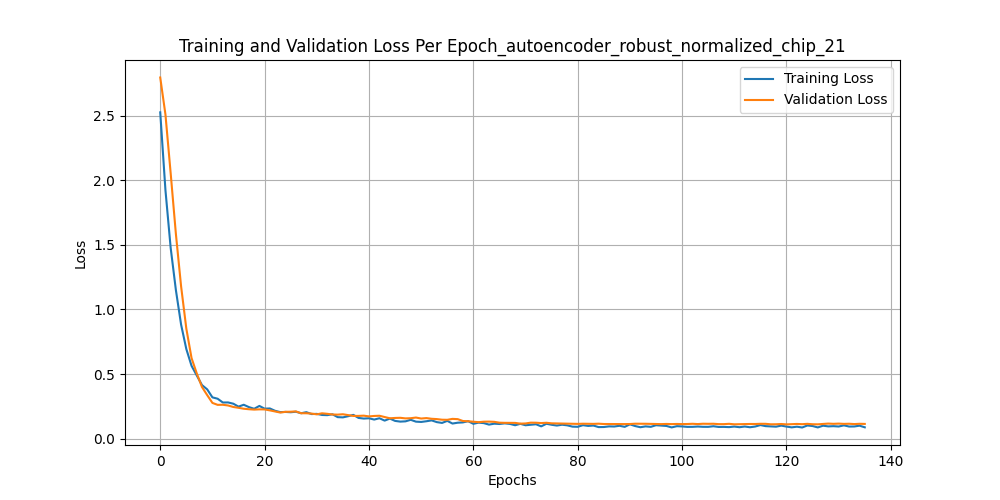 Training and Validation Loss Per Epoch_autoencoder_robust_normalized_chip_21
Training Loss
Validation Loss
2.5
2.0
1.5
1.0
0.5
0.0
Loss
0 20 40 60 80 100 120 140
Epochs